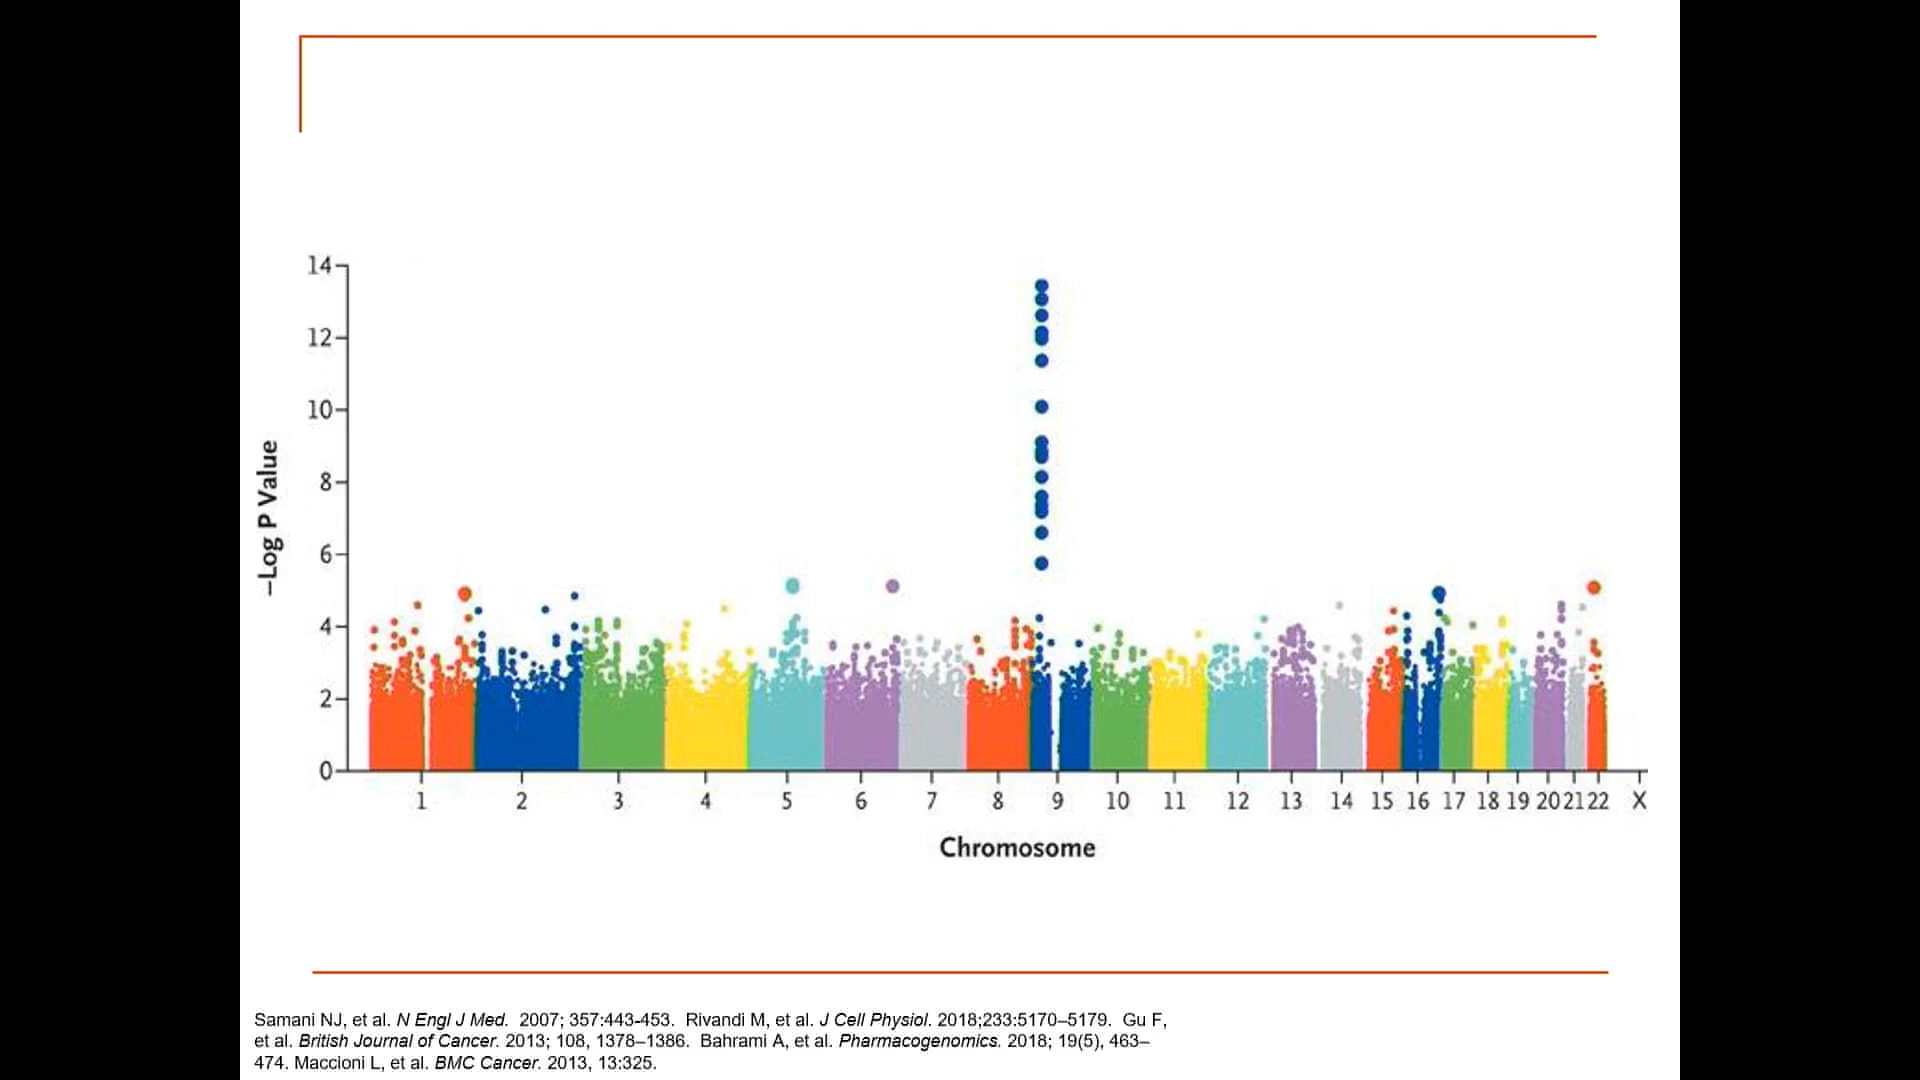 14
12
10
8
6
4
2
0
–Log P Value
1 2 3 4 5 6 7 8 9 10 11 12 13 14 15 16 17 18 19 20 21 22 X
Chromosome
Samani NJ, et al. N Engl J Med. 2007; 357:443-453. Rivandi M, et al. J Cell Physiol. 2018;233:5170–5179. Gu F,
et al. British Journal of Cancer. 2013; 108, 1378–1386. Bahrami A, et al. Pharmacogenomics. 2018; 19(5), 463–
474. Maccioni L, et al. BMC Cancer. 2013, 13:325.